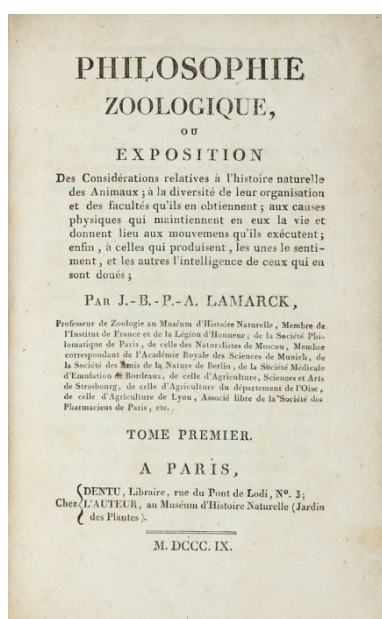 PHILOSOPHIE
ZOOLOGIQUE,
OU
EXPOSITION
Des Considérations relatives à l'histoire naturelle
des Animaux ; à la diversité de leur organisation
et des facultés qu'ils en obtiennent ; aux causes
physiques qui maintiennent en eux la vie et
donnent lieu aux mouvemens qu'ils exécutent ;
enfin , à celles qui produisent , les unes le senti-
ment , et les autres l'intelligence de ceux qui en
sont doués ;
PAR J.-B.-P.-A. LAMARCK,
Professeur de Zoologie au Muséum d'Histoire Naturelle , Membre de
l'Institut de France et de la Légion d'Honneur, de la Société Phi-
lomatique de Paris , de celle des Naturalistes de Moscou , Membre
correspondant de l'Académie Royale des Sciences de Munich, de
la Société des Amis de la Nature de Berlin , de la Société Médicale
d'Emulation de Bordeaux, de celle d'Agriculture, Sciences et Arts
de Strasbourg, de celle d'Agriculture du département de l'Oise ,
de celle d'Agriculture de Lyon , Associé libre de la Société des
Pharmaciens de Paris , etc.
TOME PREMIER.
A PARIS,
Chez DENTU, Libraire, rue du Pont de Lodi, N°. 3;
L'AUTEUR, au Muséum d'Histoire Naturelle (Jardin
des Plantes).
M. DCCC. IX.